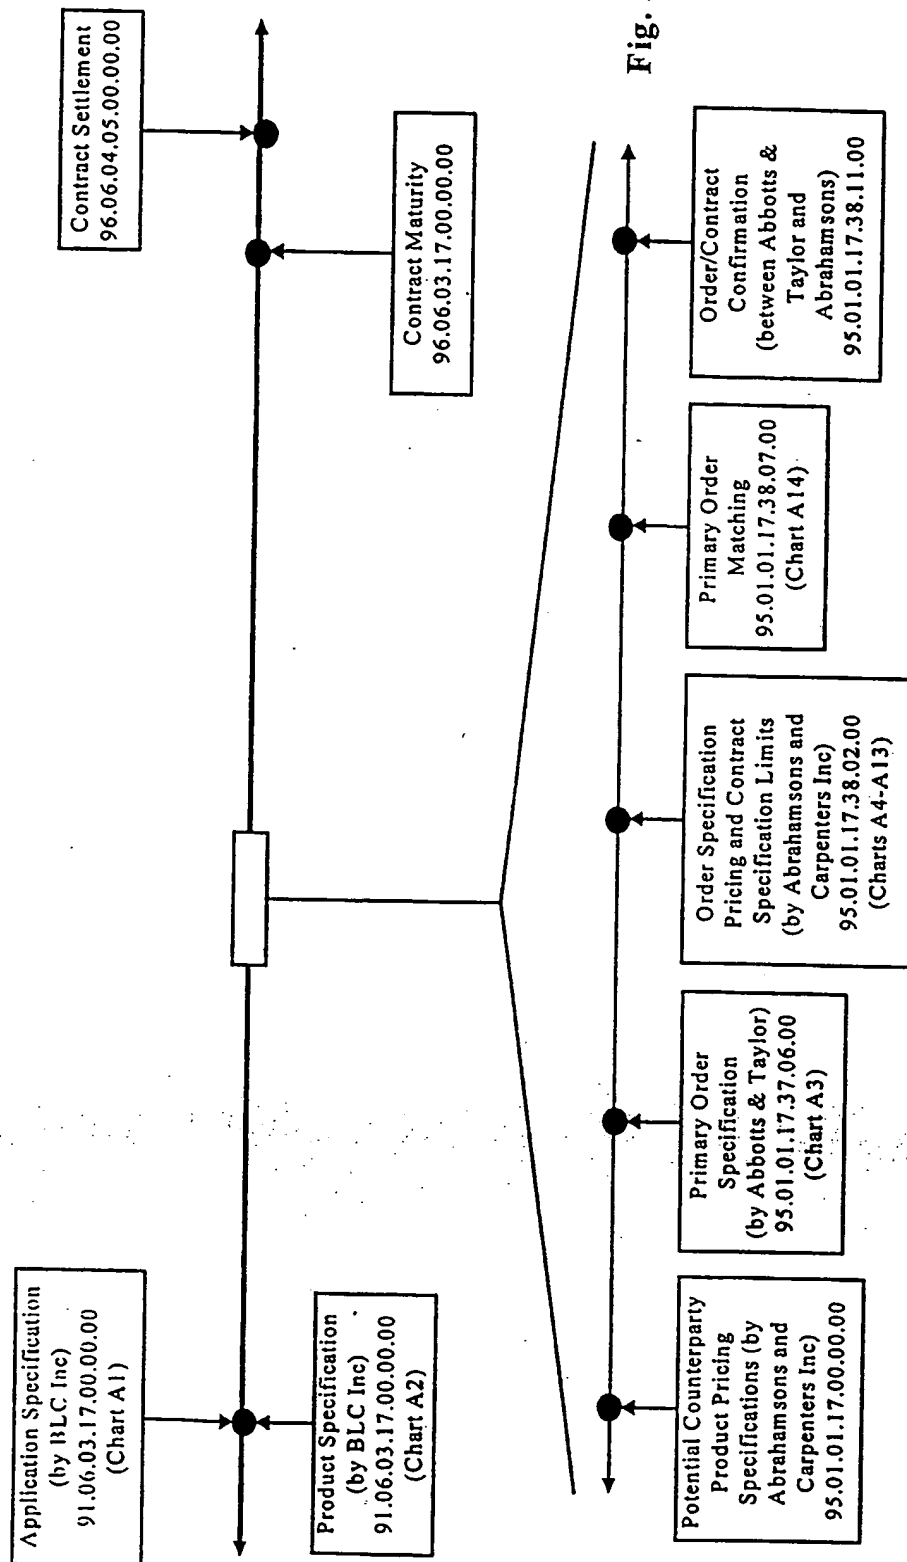 Application Specification
(by BLC Inc)
91.06.03.17.00.00.00
(Chart A1)
Product Specification
(by BLC Inc)
91.06.03.17.00.00.00
(Chart A2)
Contract Settlement
96.06.04.05.00.00.00
Contract Maturity
96.06.03.17.00.00.00
Potential Counterparty
Product Pricing
Specifications (by
Abrahamsons and
Carpenters Inc)
95.01.01.17.00.00.00
Primary Order
Specification
(by Abbotts & Taylor)
95.01.01.17.37.06.00
(Chart A3)
Order Specification
Pricing and Contract
Specification Limits
(by Abrahamsons and
Carpenters Inc)
95.01.01.17.38.02.00
(Charts A4-A13)
Primary Order
Matching
95.01.01.17.38.07.00
(Chart A14)
Order/Contract
Confirmation
(between Abbotts &
Taylor and
Abrahamsons)
95.01.01.17.38.11.00
Fig.